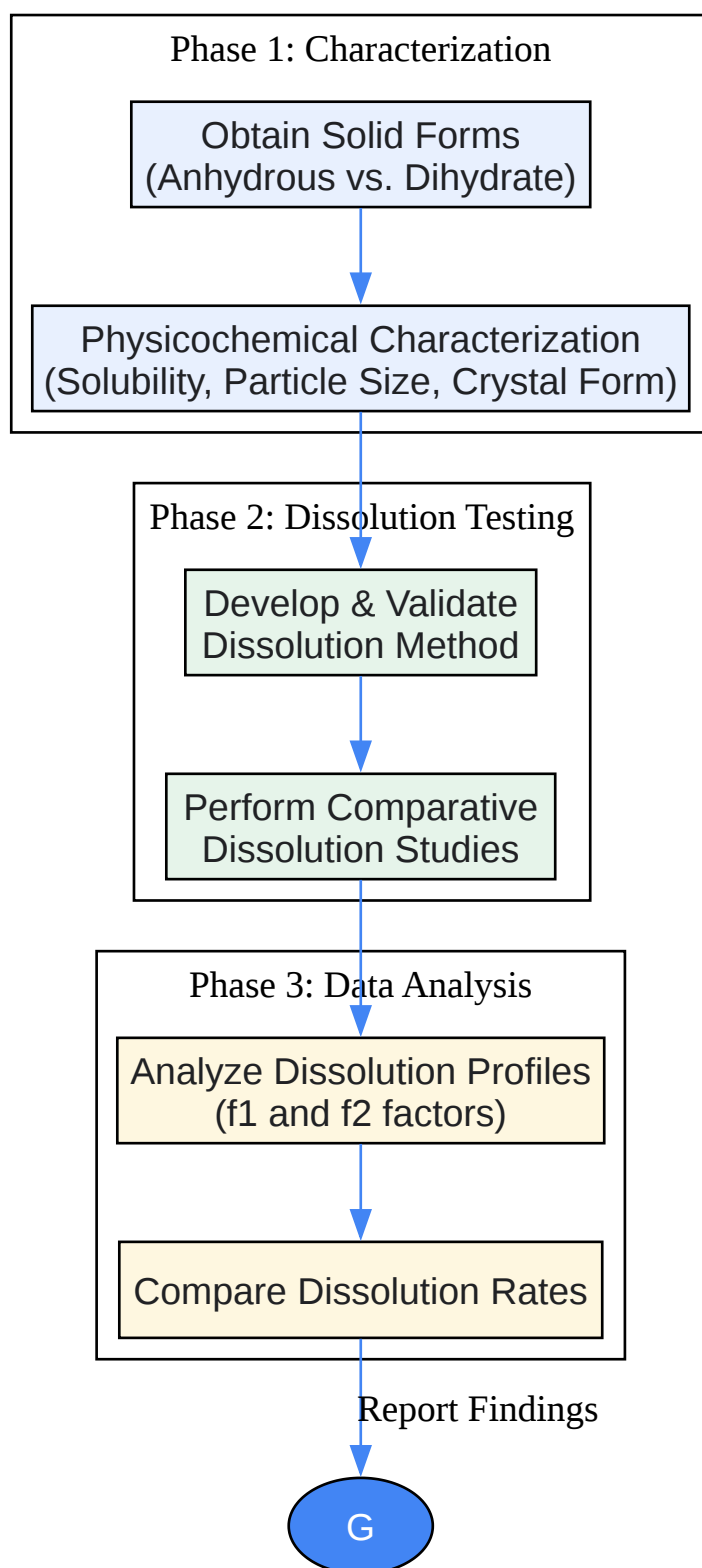 Phase 1: Characterization
Obtain Solid Forms
(Anhydrous vs. Dihydrate)
Physicochemical Characterization
(Solubility, Particle Size, Crystal Form)
Phase 2: Dissolution Testing
Develop & Validate
Dissolution Method
Perform Comparative
Dissolution Studies
Phase 3: Data Analysis
Analyze Dissolution Profiles
(f1 and f2 factors)
Compare Dissolution Rates
Report Findings
G